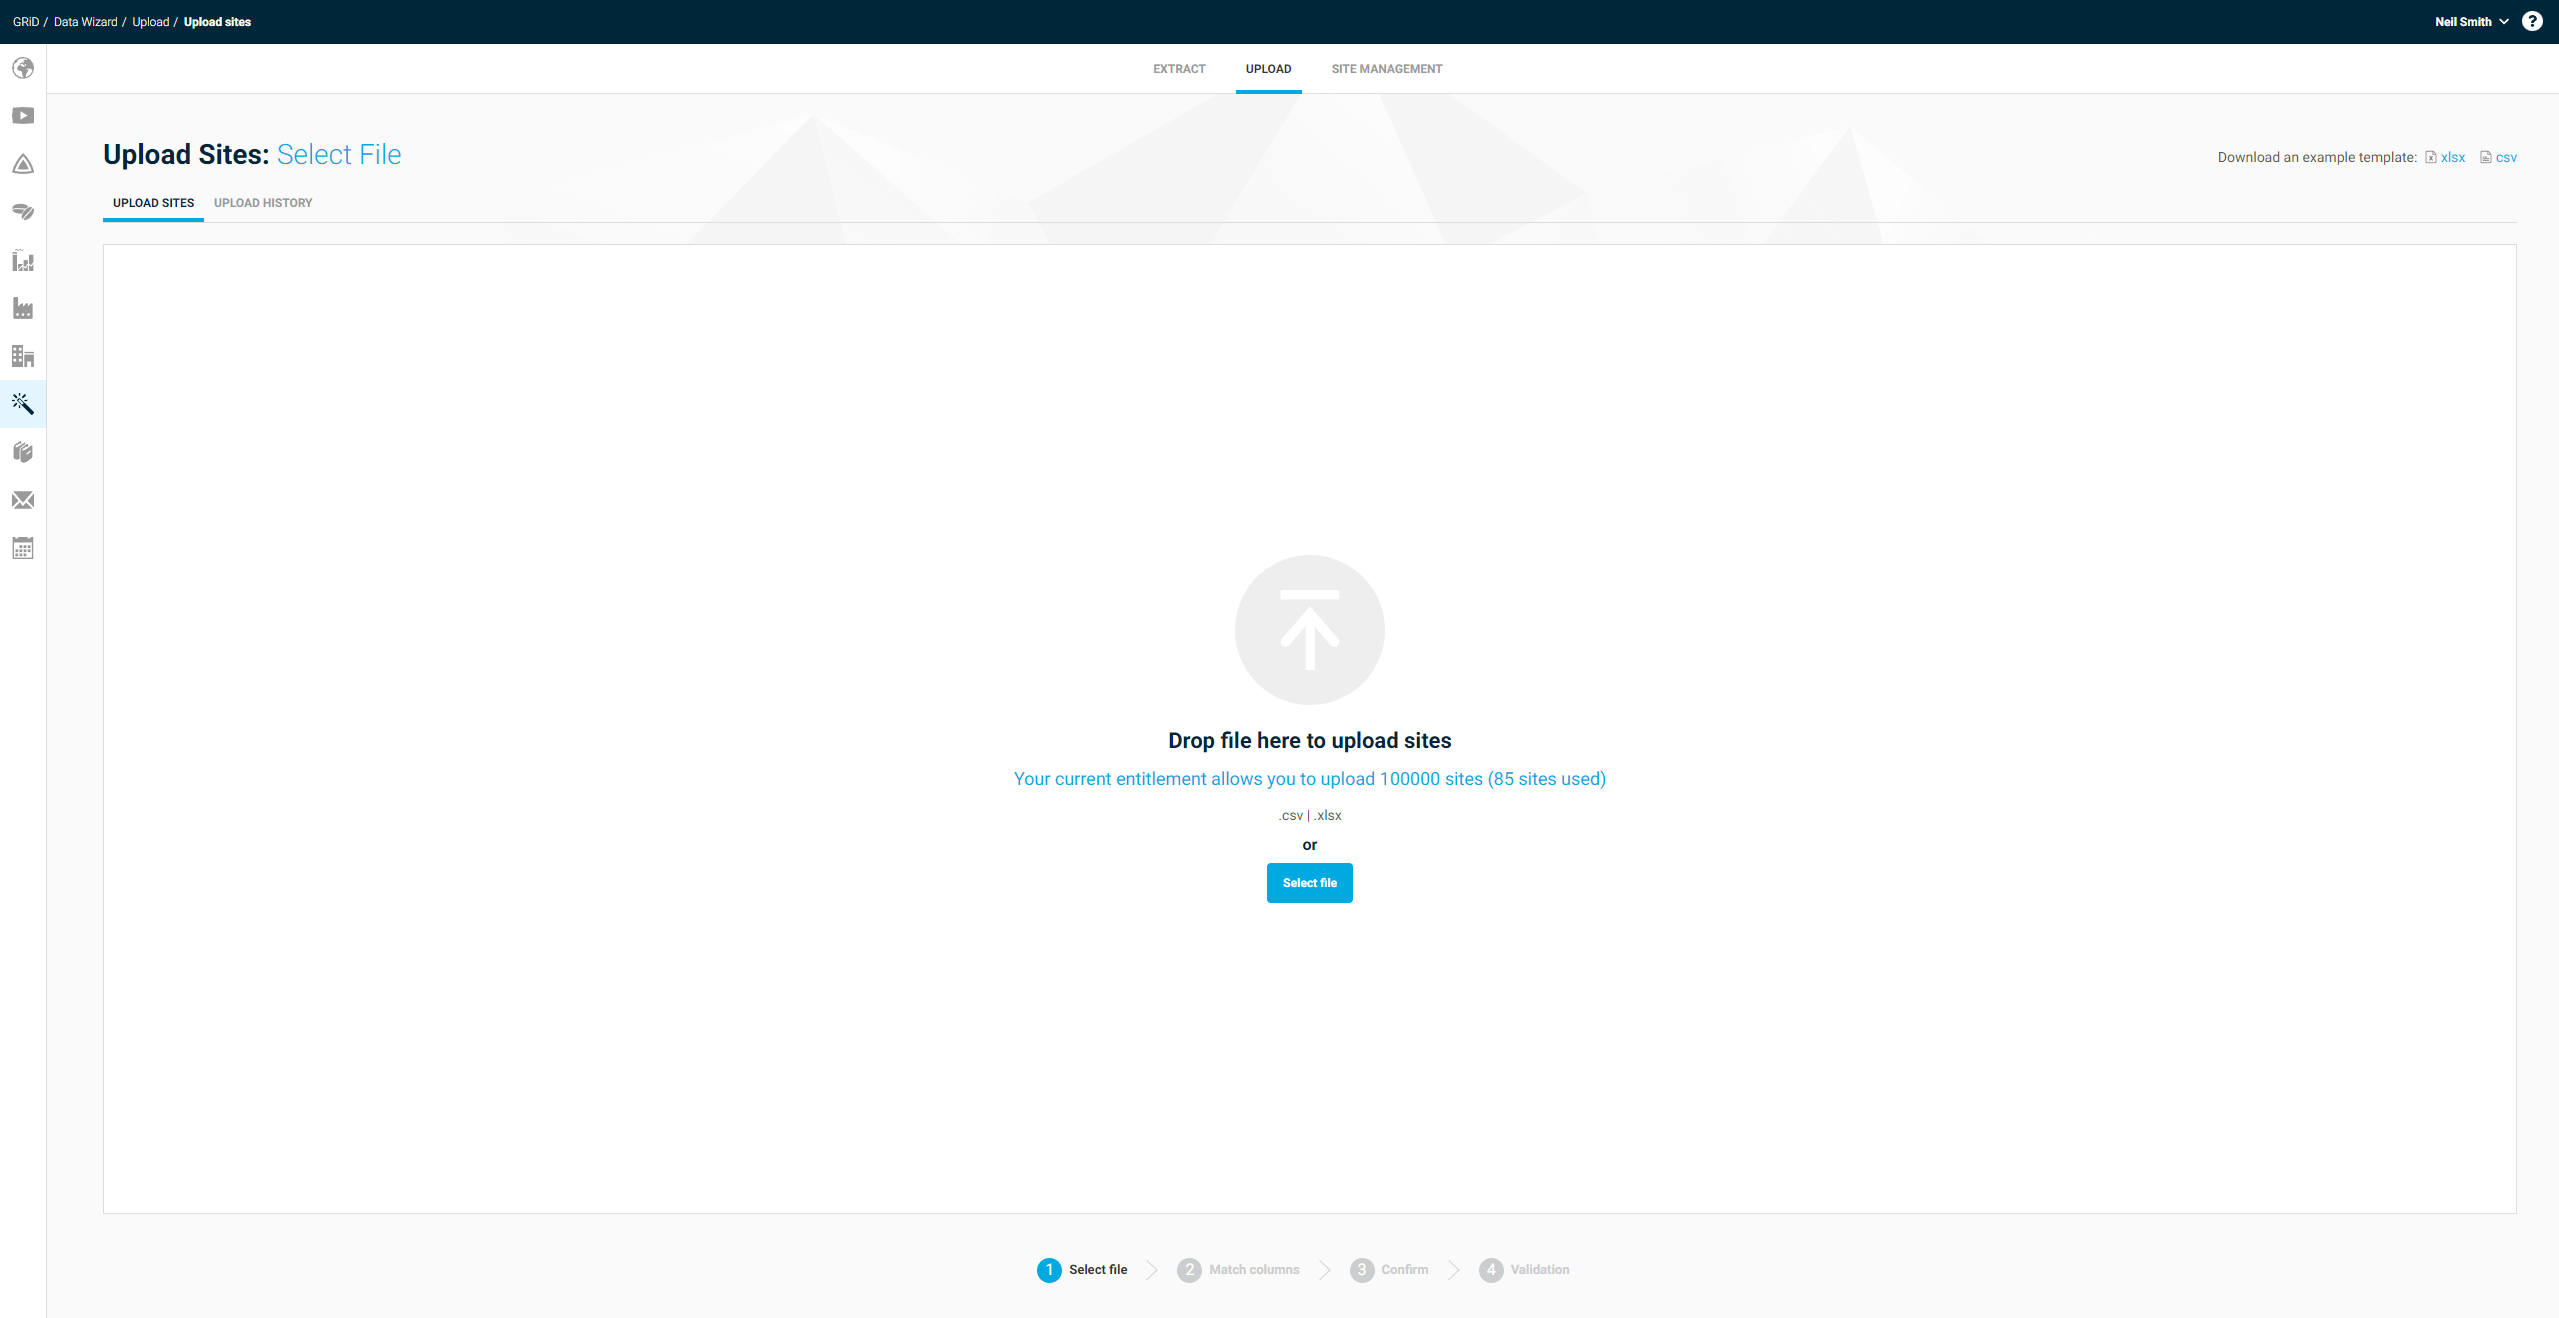 GRiD / Data Wizard / Upload / Upload sites
Neil Smith
?
EXTRACT
UPLOAD
SITE MANAGEMENT
Upload Sites: Select File
Download an example template: xlsx csv
UPLOAD SITES
UPLOAD HISTORY
Drop file here to upload sites
Your current entitlement allows you to upload 100000 sites (85 sites used)
.csv | .xlsx
or
Select file
1 Select file
2 Match columns
3 Confirm
4 Validation